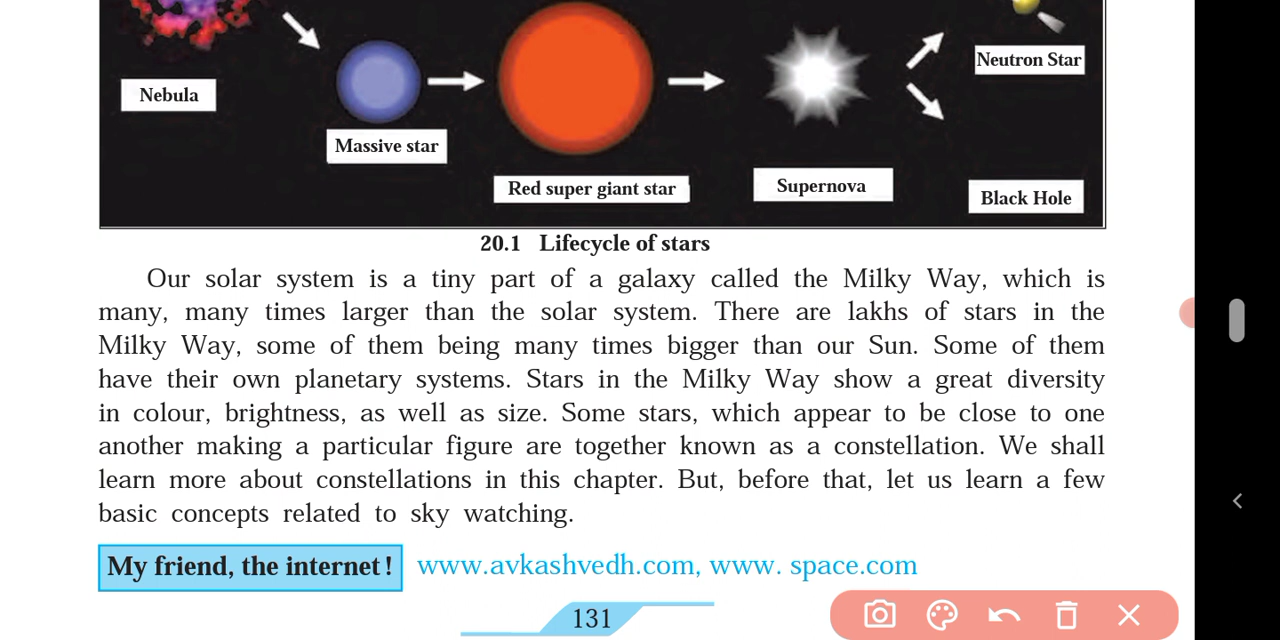 Nebula
Massive star
Red super giant star
Supernova
Neutron Star
Black Hole
20.1 Lifecycle of stars
Our solar system is a tiny part of a galaxy called the Milky Way, which is
many, many times larger than the solar system. There are lakhs of stars in the
Milky Way, some of them being many times bigger than our Sun. Some of them
have their own planetary systems. Stars in the Milky Way show a great diversity
in colour, brightness, as well as size. Some stars, which appear to be close to one
another making a particular figure are together known as a constellation. We shall
learn more about constellations in this chapter. But, before that, let us learn a few
basic concepts related to sky watching.
My friend, the internet! www.avkashvedh.com, www. space.com
131